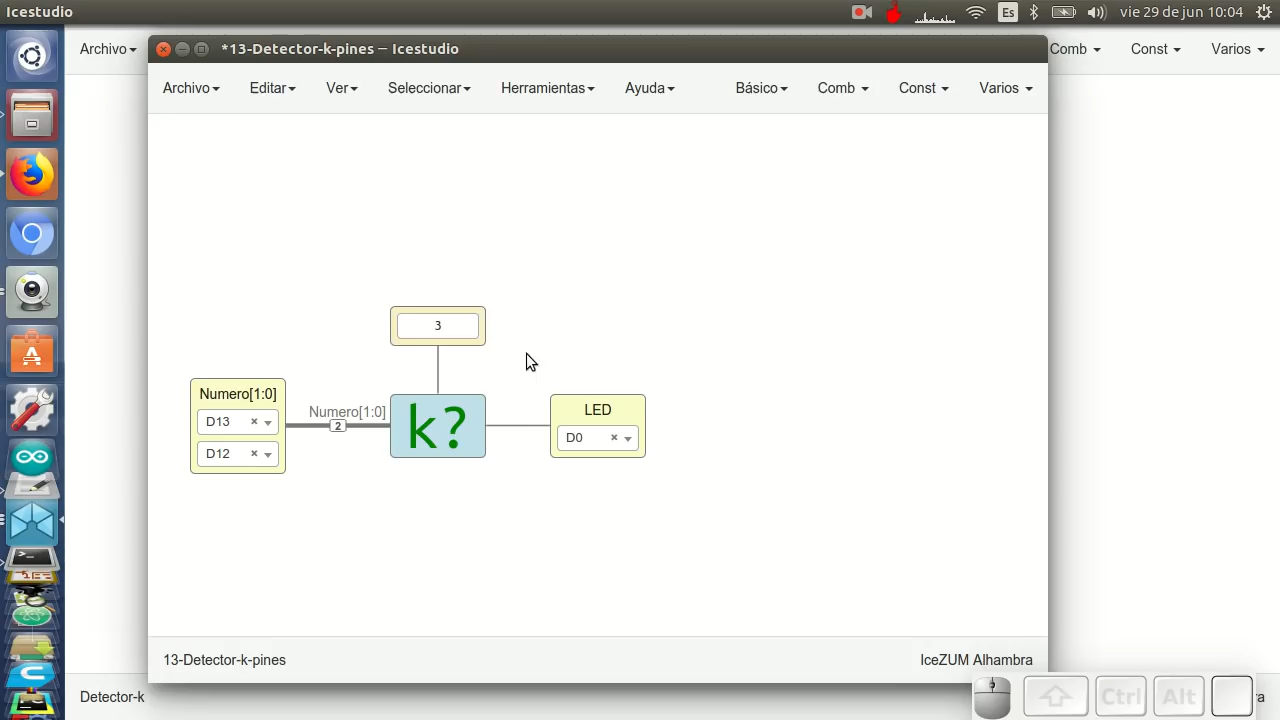 Icestudio
Es
vie 29 de jun 10:04
Archivo
Comb
Const
Varios
*13-Detector-k-pines — Icestudio
Archivo
Editar
Ver
Seleccionar
Herramientas
Ayuda
Básico
Comb
Const
Varios
3
Numero[1:0]
D13
D12
Numero[1:0]
2
k?
LED
D0
13-Detector-k-pines
IceZUM Alhambra
Detector-k
Ctrl
Alt